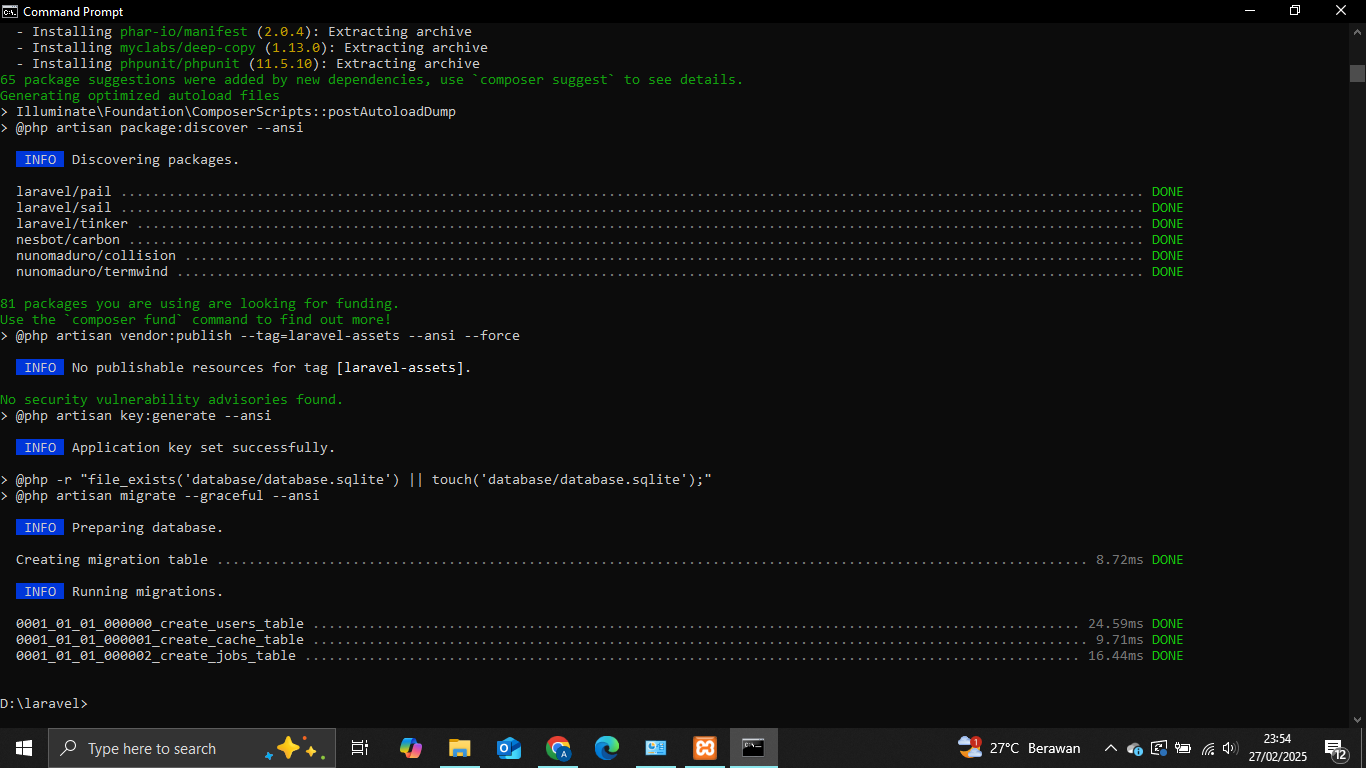 Command Prompt
- Installing phar-io/manifest (2.0.4): Extracting archive
- Installing myclabs/deep-copy (1.13.0): Extracting archive
- Installing phpunit/phpunit (11.5.10): Extracting archive
65 package suggestions were added by new dependencies, use `composer suggest` to see details.
Generating optimized autoload files
> Illuminate\Foundation\ComposerScripts::postAutoloadDump
> @php artisan package:discover --ansi
INFO Discovering packages.
laravel/pail ................................................................................................................................ DONE
laravel/sail ................................................................................................................................ DONE
laravel/tinker .............................................................................................................................. DONE
nesbot/carbon ............................................................................................................................... DONE
nunomaduro/collision ........................................................................................................................ DONE
nunomaduro/termwind ......................................................................................................................... DONE
81 packages you are using are looking for funding.
Use the `composer fund` command to find out more!
> @php artisan vendor:publish --tag=laravel-assets --ansi --force
INFO No publishable resources for tag [laravel-assets].
No security vulnerability advisories found.
> @php artisan key:generate --ansi
INFO Application key set successfully.
> @php -r "file_exists('database/database.sqlite') || touch('database/database.sqlite');"
> @php artisan migrate --graceful --ansi
INFO Preparing database.
Creating migration table ............................................................................................................. 8.72ms DONE
INFO Running migrations.
0001_01_01_000000_create_users_table ................................................................................................ 24.59ms DONE
0001_01_01_000001_create_cache_table ................................................................................................. 9.71ms DONE
0001_01_01_000002_create_jobs_table ................................................................................................. 16.44ms DONE
D:\laravel>
Type here to search
1
27°C Berawan
23:54
27/02/2025
12